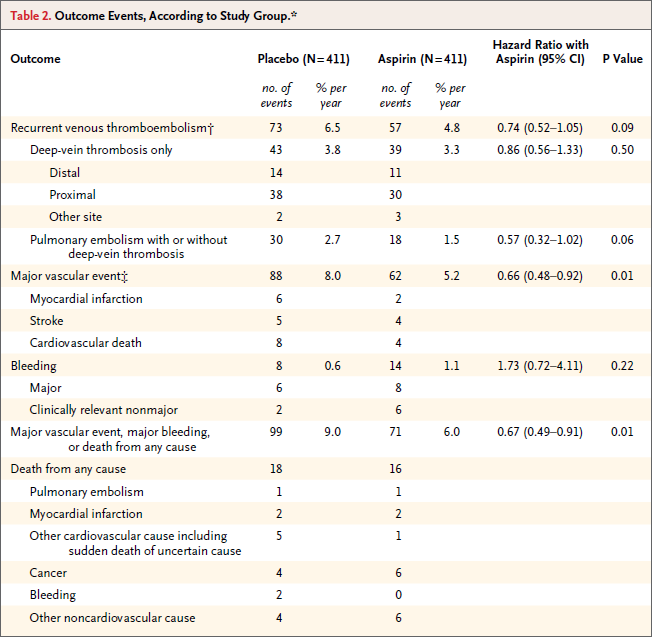 Table 2. Outcome Events, According to Study Group.*
Outcome Placebo (N=411) Aspirin (N=411) Hazard Ratio with Aspirin (95% CI) P Value
no. of events % per year no. of events % per year
Recurrent venous thromboembolism† 73 6.5 57 4.8 0.74 (0.52–1.05) 0.09
Deep-vein thrombosis only 43 3.8 39 3.3 0.86 (0.56–1.33) 0.50
Distal 14 11
Proximal 38 30
Other site 2 3
Pulmonary embolism with or without deep-vein thrombosis 30 2.7 18 1.5 0.57 (0.32–1.02) 0.06
Major vascular event‡ 88 8.0 62 5.2 0.66 (0.48–0.92) 0.01
Myocardial infarction 6 2
Stroke 5 4
Cardiovascular death 8 4
Bleeding 8 0.6 14 1.1 1.73 (0.72–4.11) 0.22
Major 6 8
Clinically relevant nonmajor 2 6
Major vascular event, major bleeding, or death from any cause 99 9.0 71 6.0 0.67 (0.49–0.91) 0.01
Death from any cause 18 16
Pulmonary embolism 1 1
Myocardial infarction 2 2
Other cardiovascular cause including sudden death of uncertain cause 5 1
Cancer 4 6
Bleeding 2 0
Other noncardiovascular cause 4 6